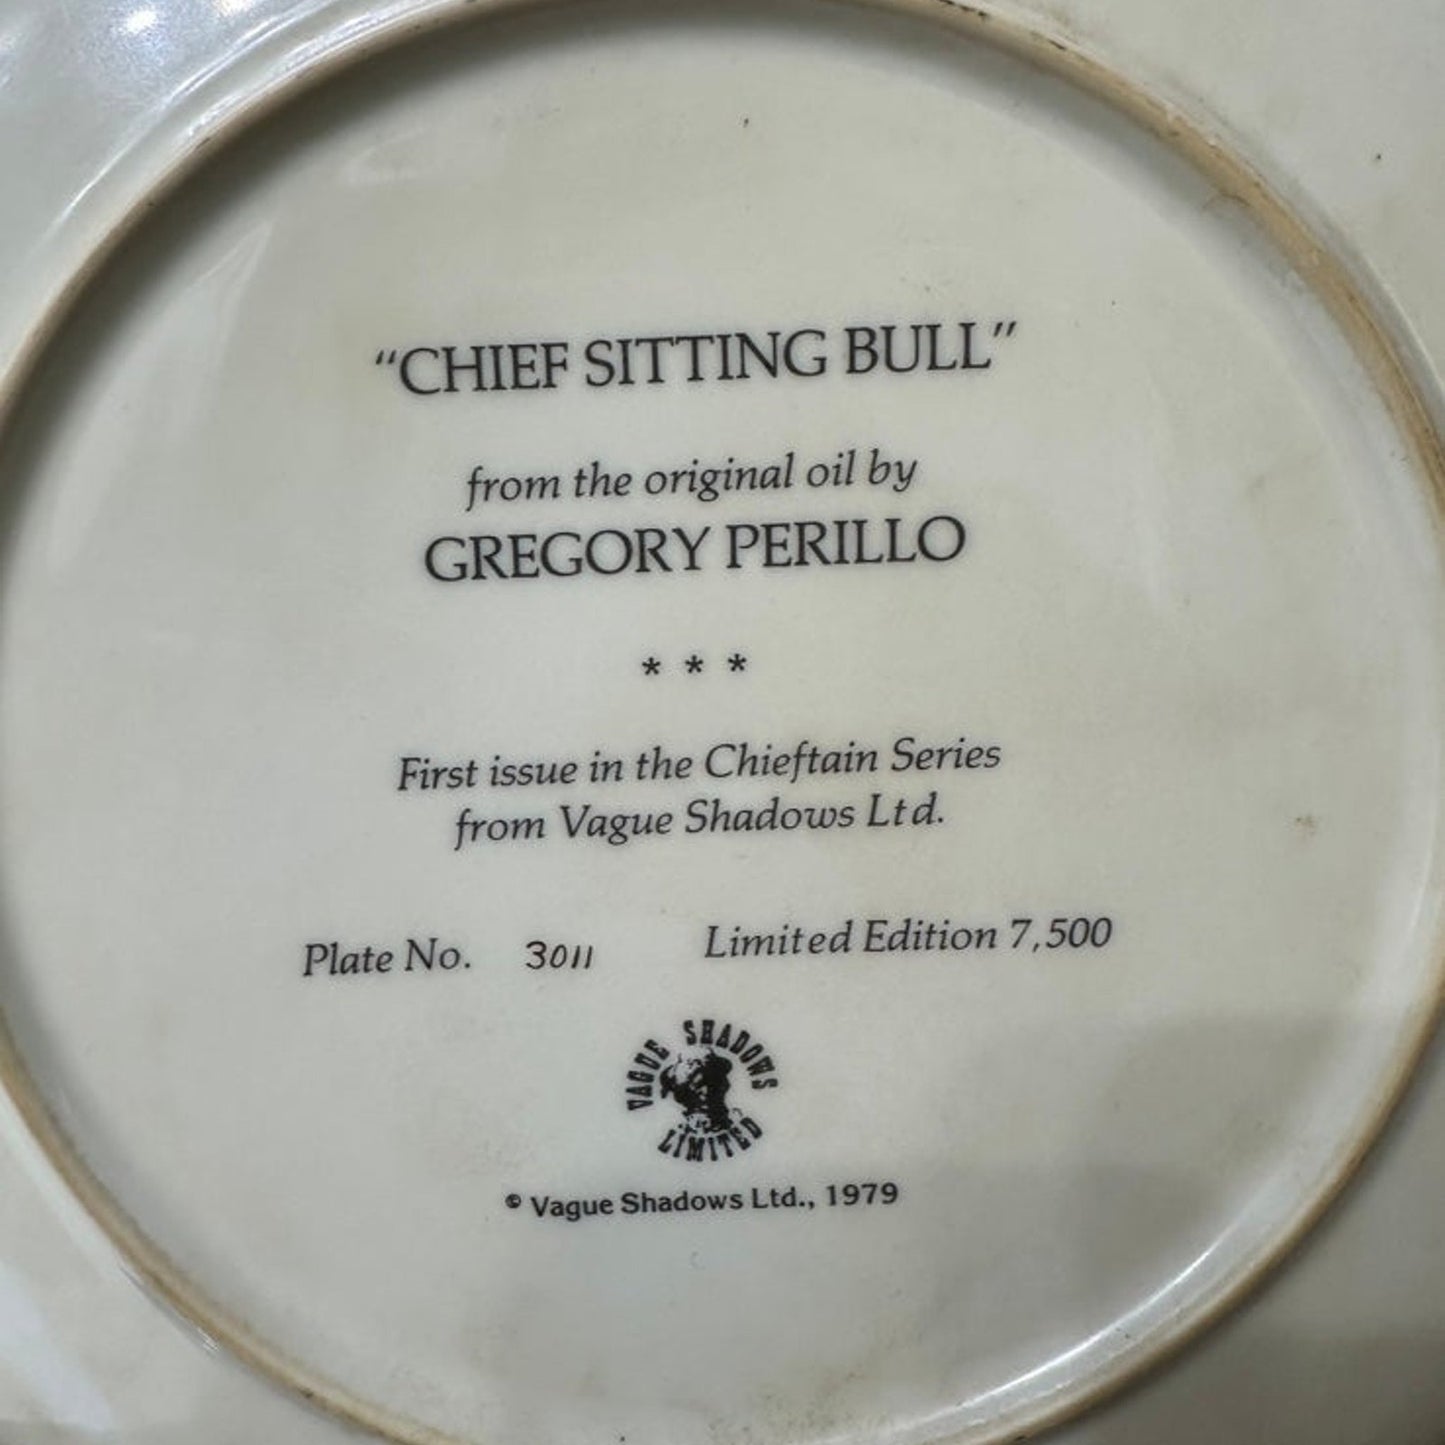 “CHIEF SITTING BULL”
from the original oil by
GREGORY PERILLO
* * *
First issue in the Chieftain Series
from Vague Shadows Ltd.
Plate No. 3011 Limited Edition 7,500
VAGUE SHADOWS
LIMITED
© Vague Shadows Ltd., 1979